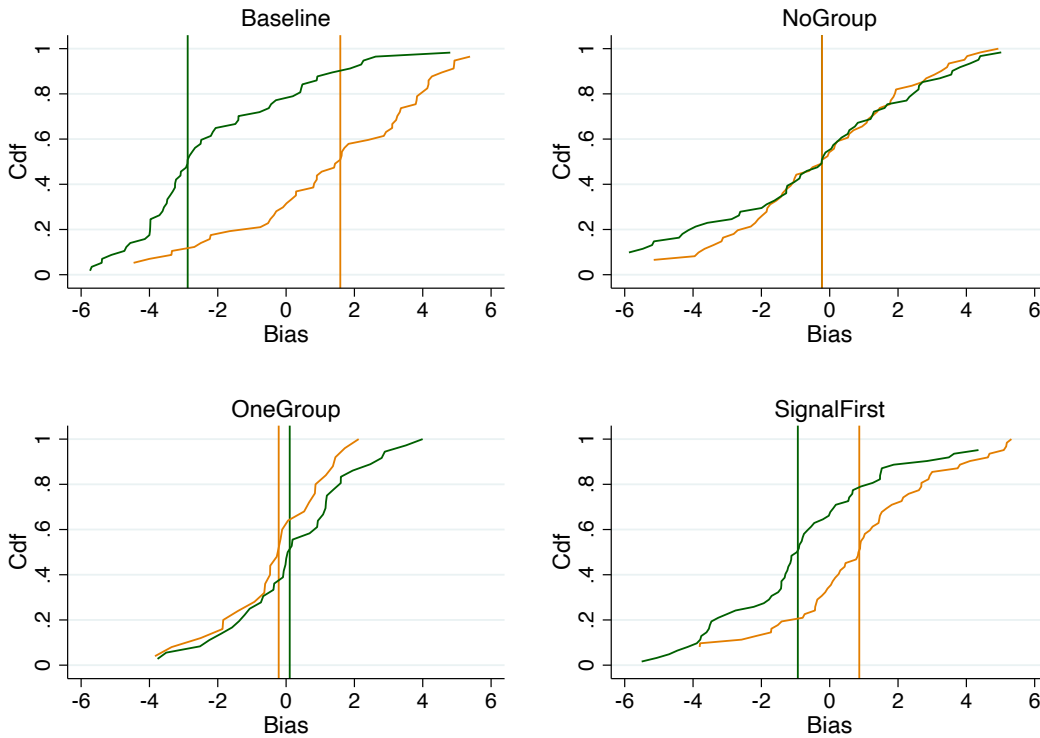 Baseline
Cdf
0 .2 .4 .6 .8 1
-6 -4 -2 0 2 4 6
Bias
NoGroup
Cdf
0 .2 .4 .6 .8 1
-6 -4 -2 0 2 4 6
Bias
OneGroup
Cdf
0 .2 .4 .6 .8 1
-6 -4 -2 0 2 4 6
Bias
SignalFirst
Cdf
0 .2 .4 .6 .8 1
-6 -4 -2 0 2 4 6
Bias